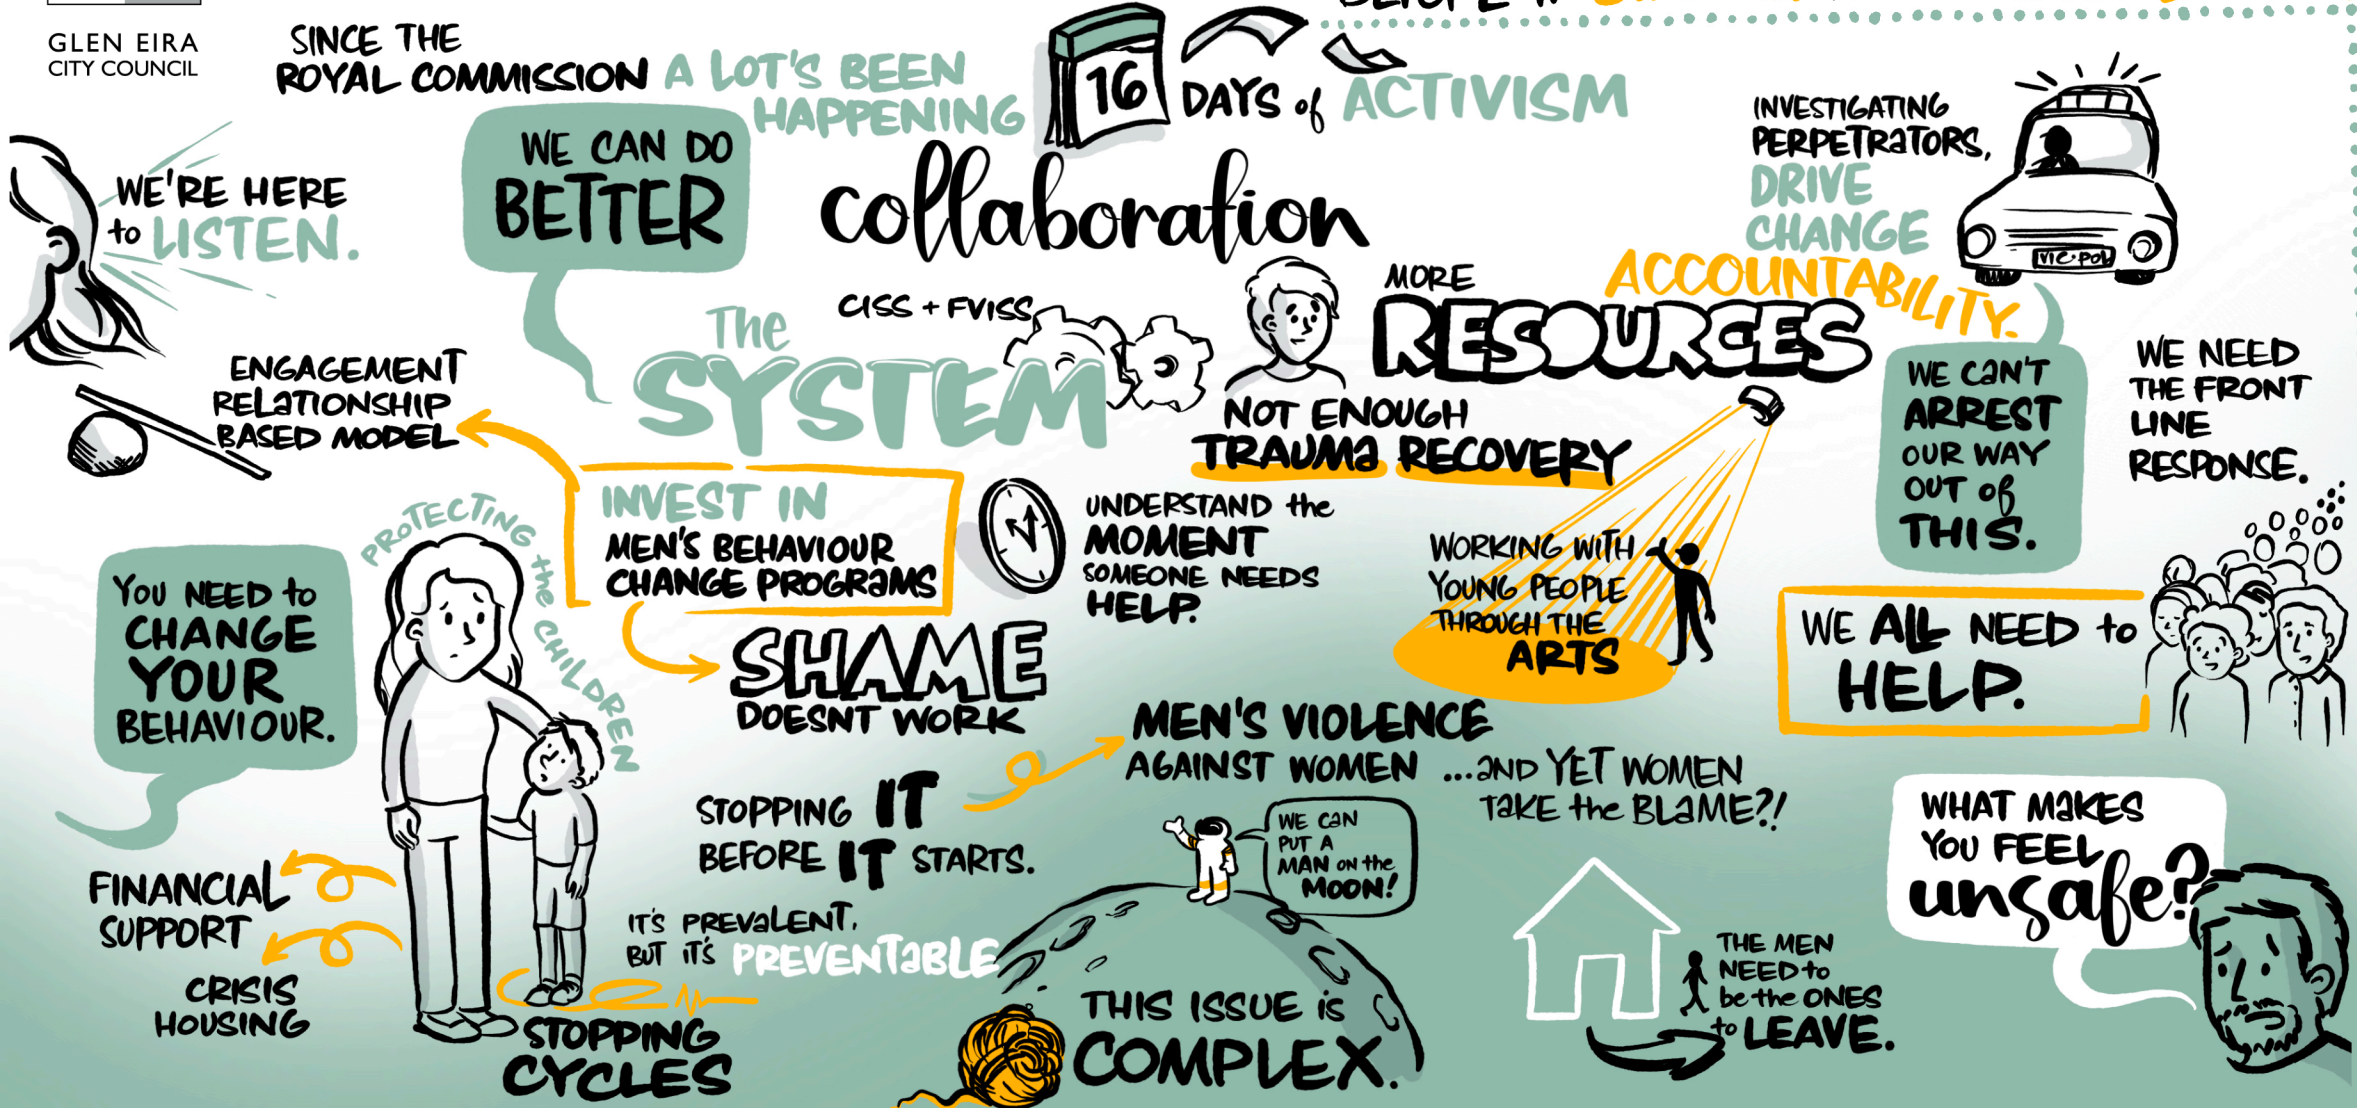 GLEN EIRA
CITY COUNCIL
SINCE THE
ROYAL COMMISSION A LOT'S BEEN
HAPPENING
16 DAYS of ACTIVISM
WE'RE HERE
to LISTEN.
WE CAN DO
BETTER
collaboration
INVESTIGATING
PERPETRATORS,
DRIVE
CHANGE
ACCOUNTABILITY.
VIC·POL
CISS + FVISS
The
SYSTEM
MORE
RESOURCES
NOT ENOUGH
TRAUMA RECOVERY
WE CAN'T
ARREST
OUR WAY
OUT of
THIS.
WE NEED
THE FRONT
LINE
RESPONSE.
ENGAGEMENT
RELATIONSHIP
BASED MODEL
INVEST IN
MEN'S BEHAVIOUR
CHANGE PROGRAMS
SHAME
DOESNT WORK
UNDERSTAND the
MOMENT
SOMEONE NEEDS
HELP.
WORKING WITH
YOUNG PEOPLE
THROUGH THE
ARTS
WE ALL NEED to
HELP.
PROTECTING the CHILDREN
YOU NEED to
CHANGE
YOUR
BEHAVIOUR.
FINANCIAL
SUPPORT
CRISIS
HOUSING
STOPPING
CYCLES
STOPPING IT
BEFORE IT STARTS.
IT'S PREVALENT,
BUT IT'S PREVENTABLE
MEN'S VIOLENCE
AGAINST WOMEN ...AND YET WOMEN
TAKE the BLAME?!
WE CAN
PUT A
MAN ON the
MOON!
THIS ISSUE iS
COMPLEX.
THE MEN
NEED to
be the ONES
to LEAVE.
WHAT MAKES
YOU FEEL
unsafe?